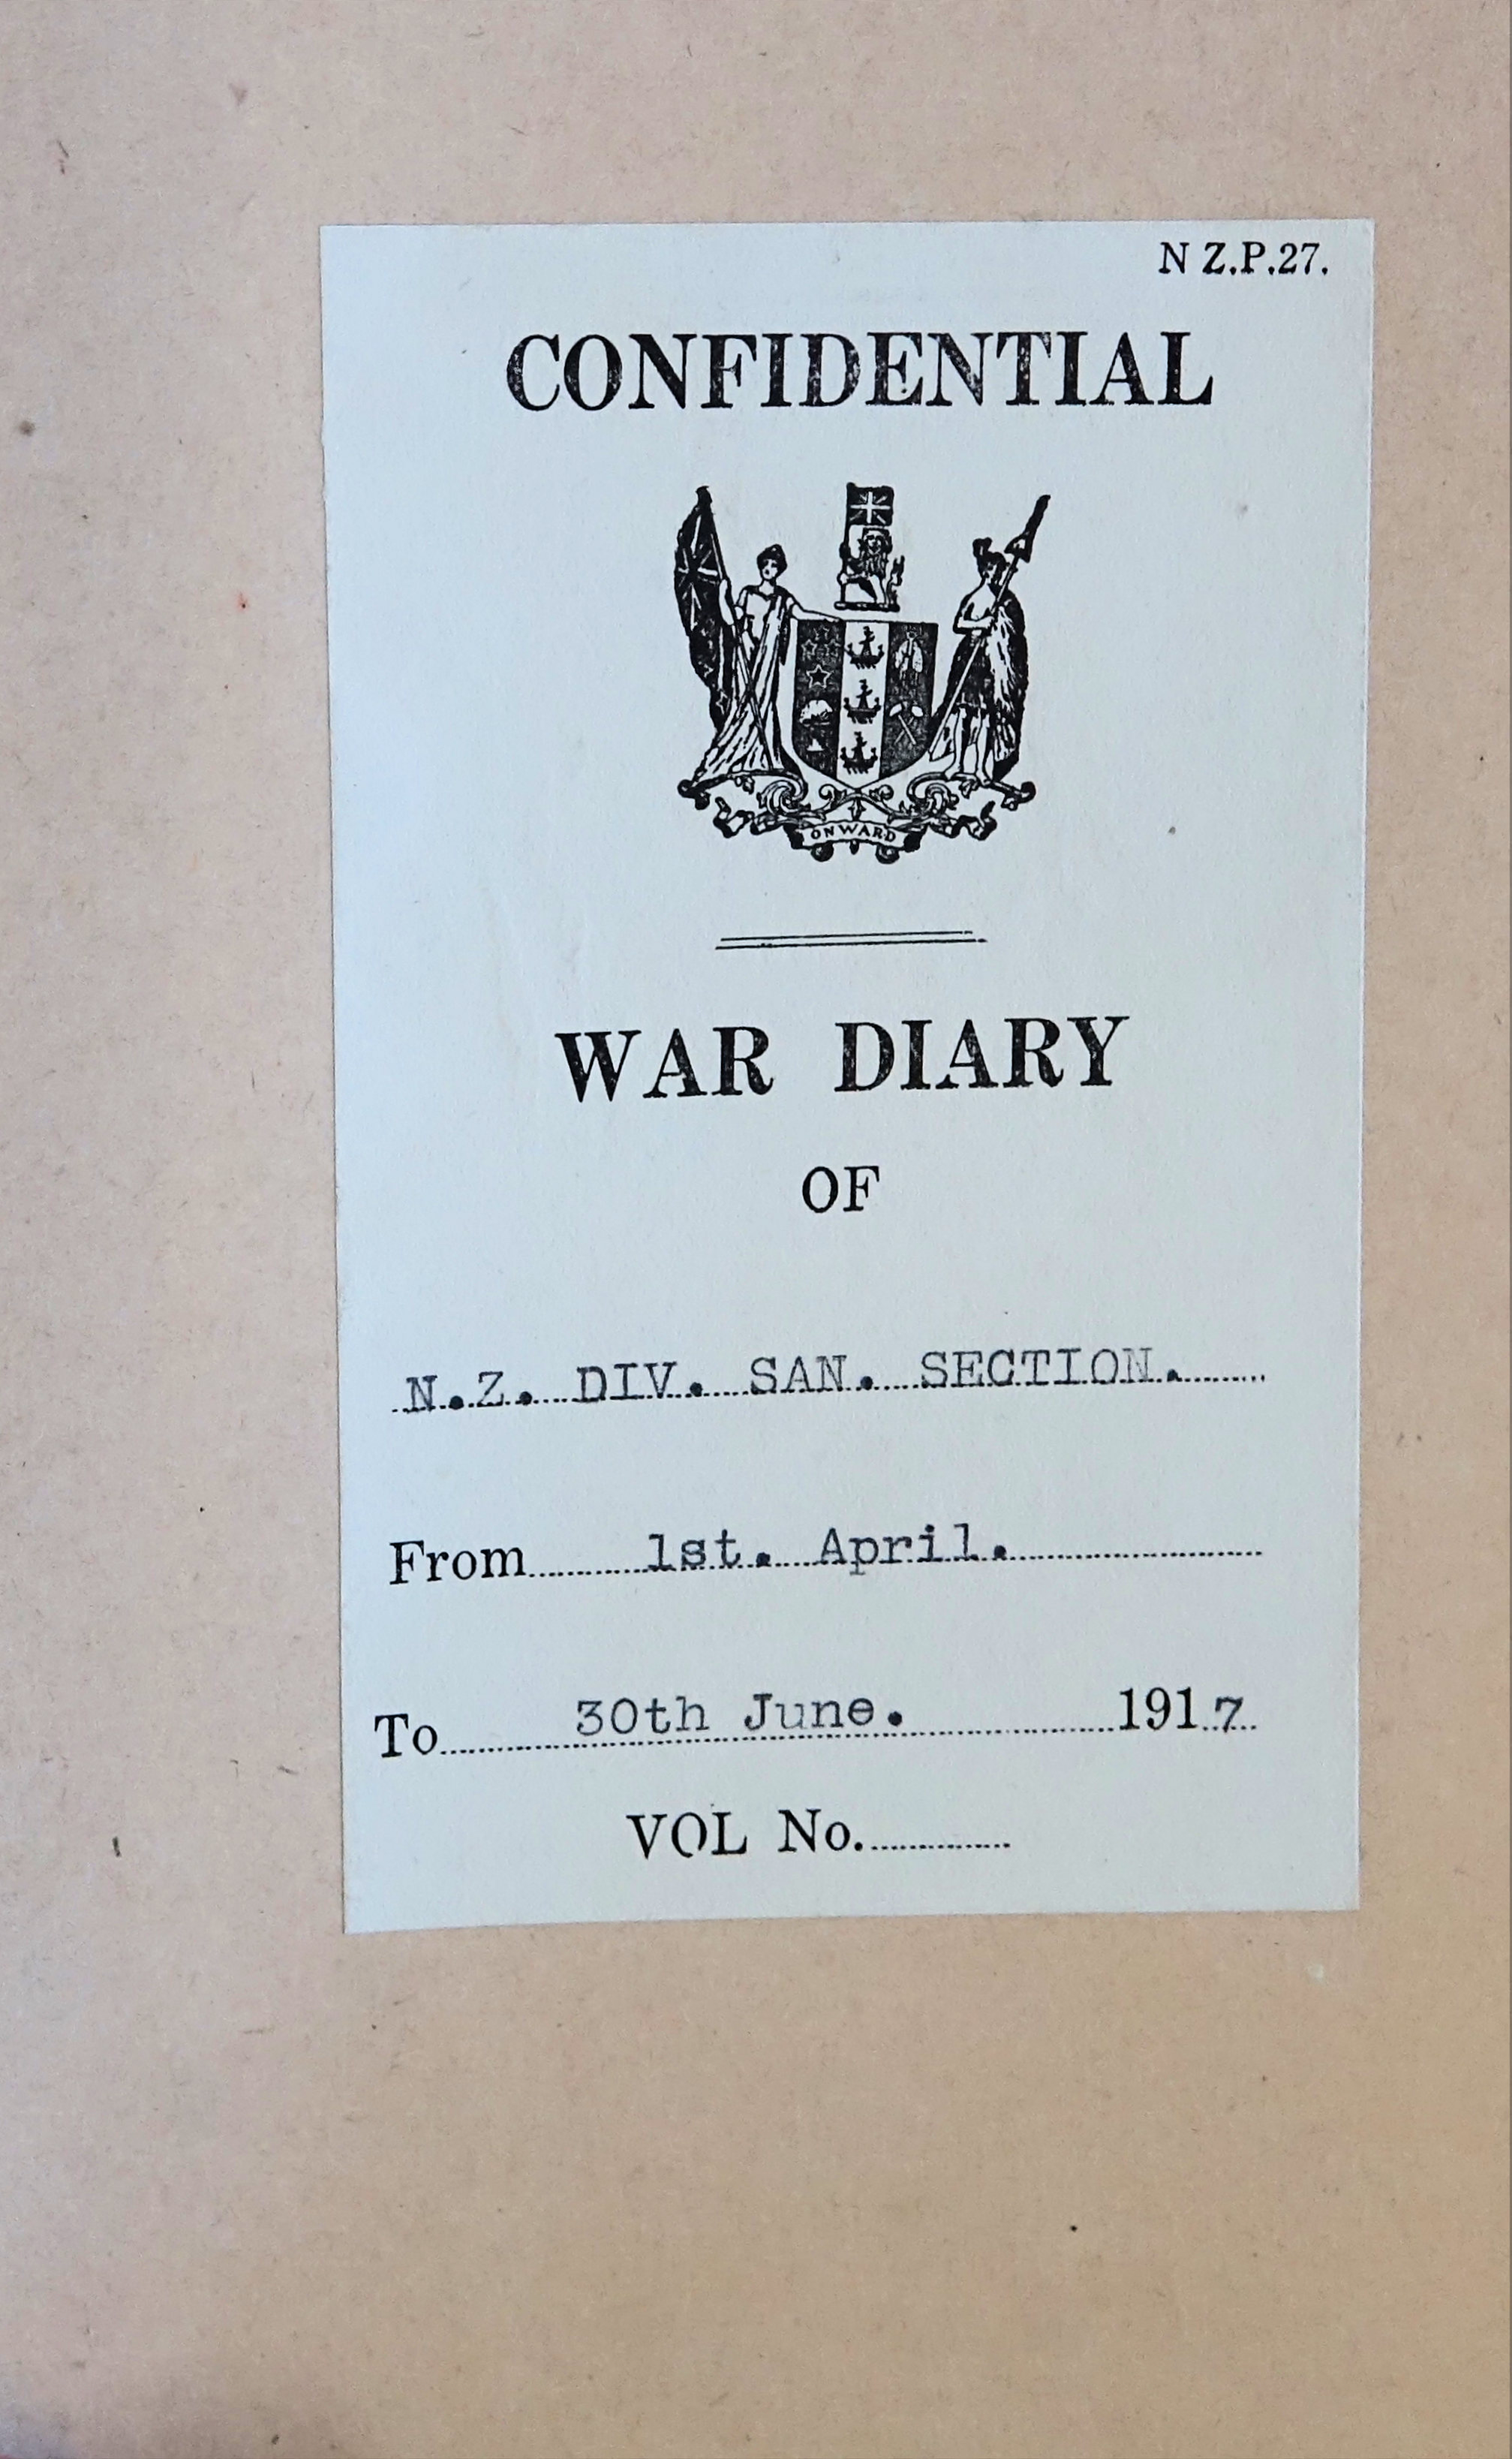 N Z.P.27.
CONFIDENTIAL
ONWARD
WAR DIARY
OF
N.Z. DIV. SAN. SECTION.
From 1st. April.
To 30th June. 1917
VOL No.